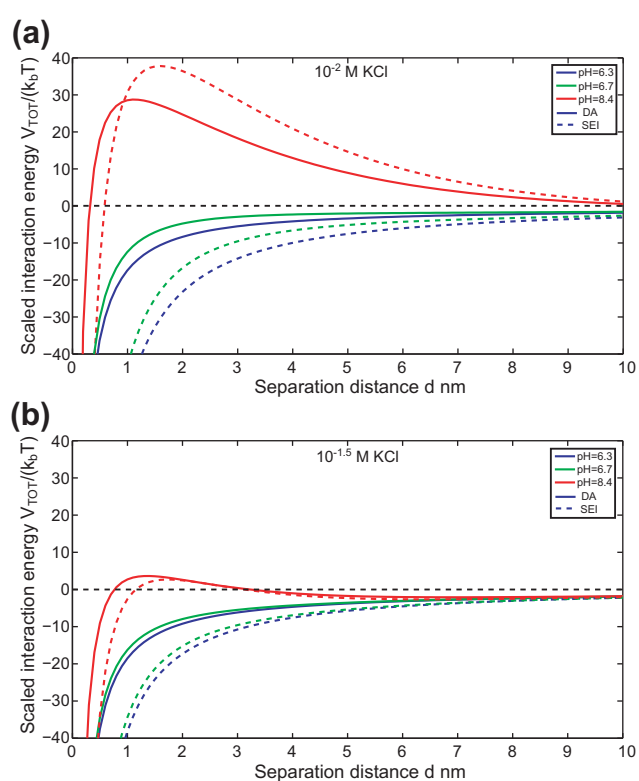 (a)
Scaled interaction energy V_TOT/(k_bT)
40
30
20
10
0
−10
−20
−30
−40
10^-2 M KCl
pH=6.3
pH=6.7
pH=8.4
DA
SEI
0 1 2 3 4 5 6 7 8 9 10
Separation distance d nm
(b)
Scaled interaction energy V_TOT/(k_bT)
40
30
20
10
0
−10
−20
−30
−40
10^-1.5 M KCl
pH=6.3
pH=6.7
pH=8.4
DA
SEI
0 1 2 3 4 5 6 7 8 9 10
Separation distance d nm